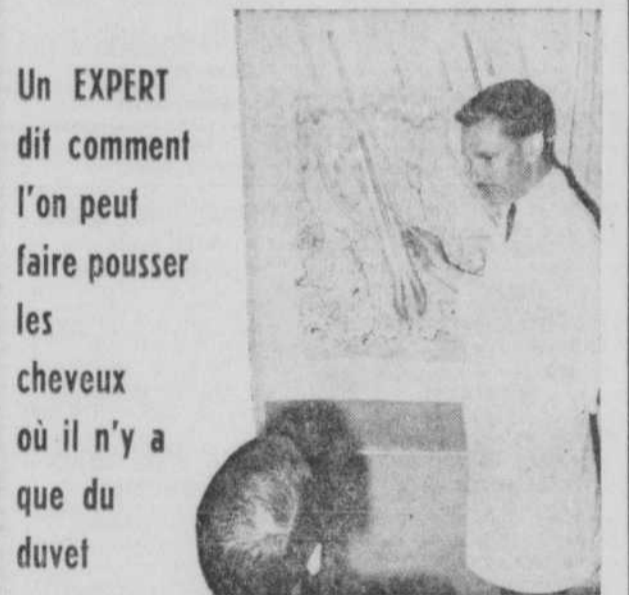 Un EXPERT
dit comment
l'on peut
faire pousser
les
cheveux
où il n'y a
que du
duvet